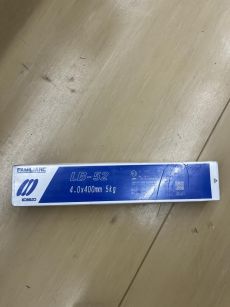 FAMILIARC
LB-52
4.0x400mm 5kg
KOBELCO